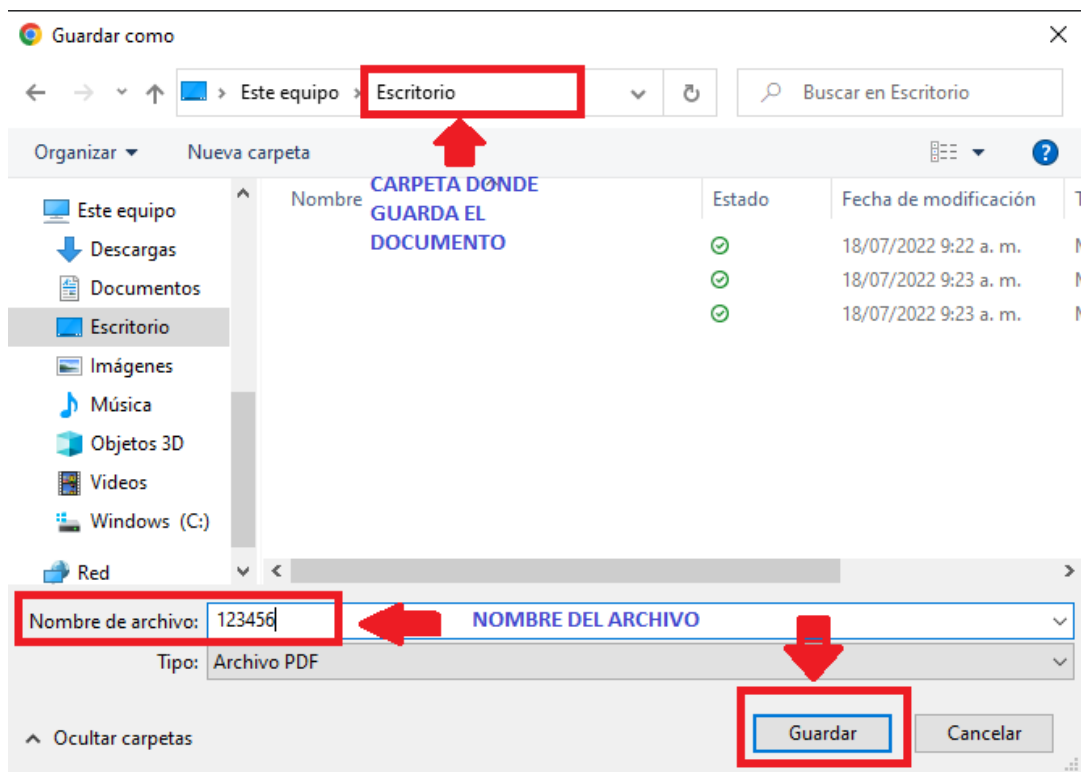 Guardar como
Este equipo > Escritorio
Buscar en Escritorio
Organizar
Nueva carpeta
CARPETA DONDE
GUARDA EL
DOCUMENTO
Nombre
Estado
Fecha de modificación
18/07/2022 9:22 a. m.
18/07/2022 9:23 a. m.
18/07/2022 9:23 a. m.
Este equipo
Descargas
Documentos
Escritorio
Imágenes
Música
Objetos 3D
Videos
Windows (C:)
Red
Nombre de archivo: 123456
NOMBRE DEL ARCHIVO
Tipo: Archivo PDF
Ocultar carpetas
Guardar
Cancelar